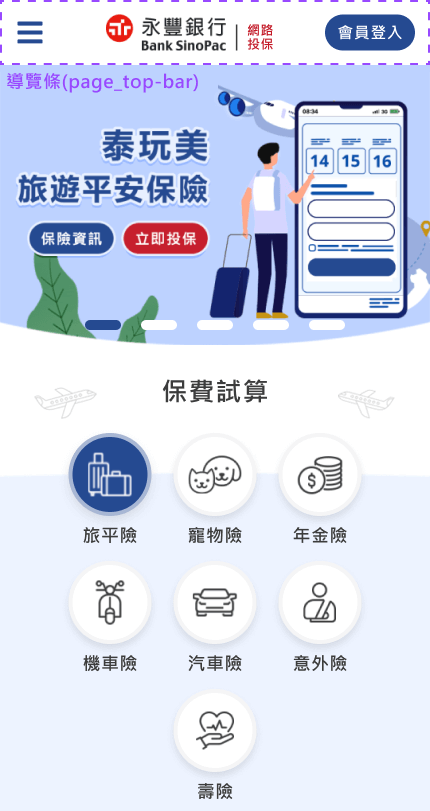 永豐銀行
Bank SinoPac
網路
投保
會員登入
導覽條(page_top-bar)
泰玩美
旅遊平安保險
保險資訊
立即投保
08:34
3G
14 15 16
保費試算
旅平險
寵物險
年金險
機車險
汽車險
意外險
壽險